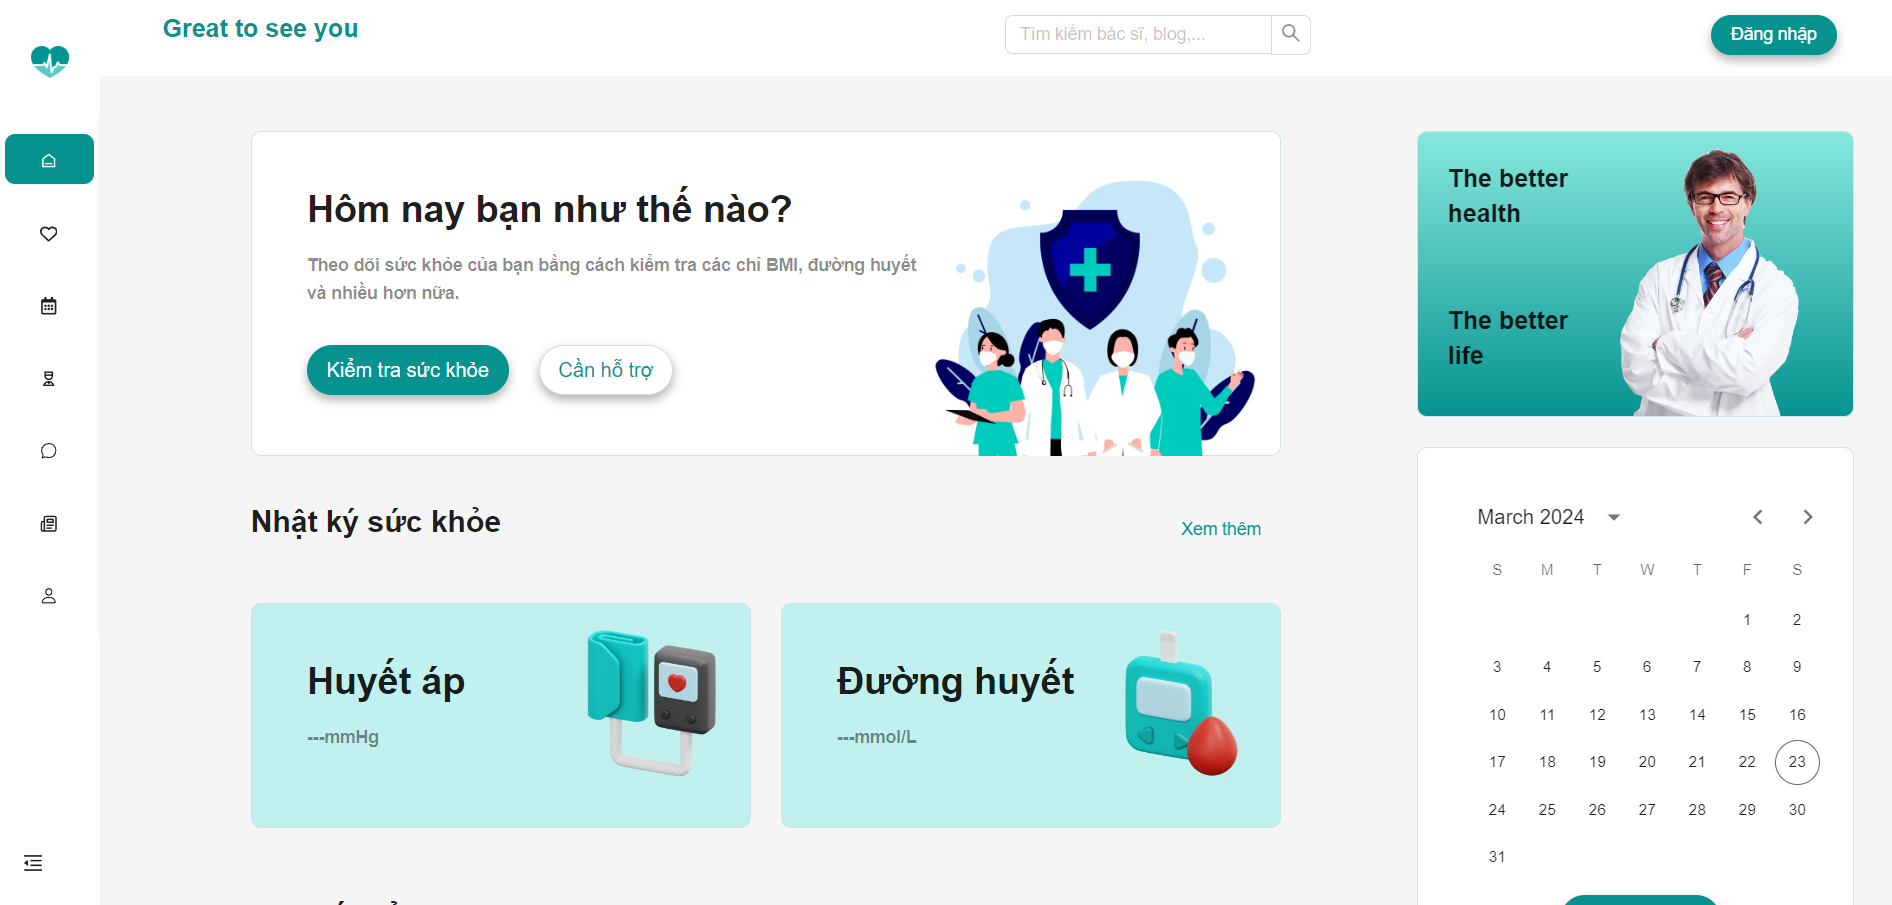 Great to see you
Tìm kiếm bác sĩ, blog,...
Đăng nhập
Hôm nay bạn như thế nào?
Theo dõi sức khỏe của bạn bằng cách kiểm tra các chỉ BMI, đường huyết
và nhiều hơn nữa.
Kiểm tra sức khỏe
Cần hỗ trợ
The better
health
The better
life
Nhật ký sức khỏe
Xem thêm
Huyết áp
---mmHg
Đường huyết
---mmol/L
March 2024
S M T W T F S
1 2
3 4 5 6 7 8 9
10 11 12 13 14 15 16
17 18 19 20 21 22 23
24 25 26 27 28 29 30
31